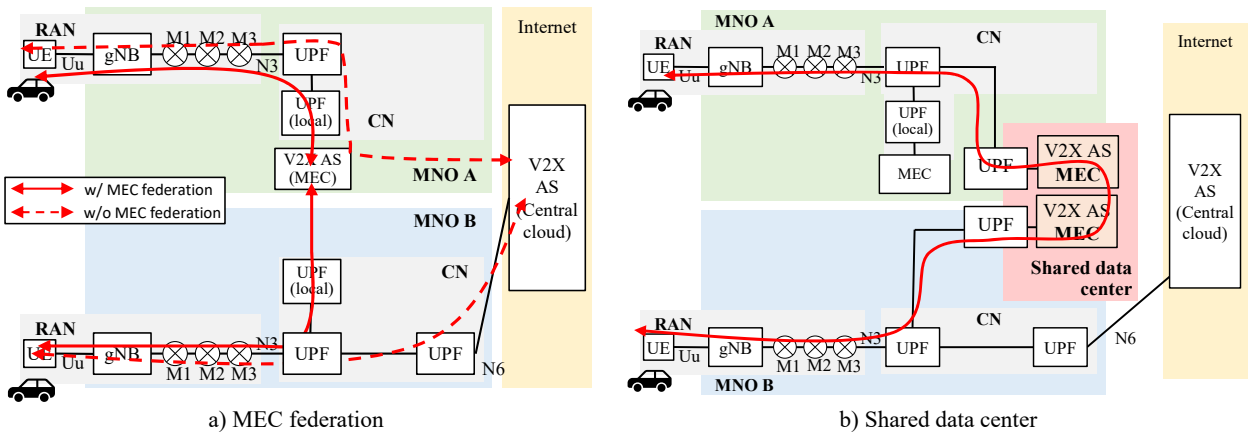 RAN
UE
Uu
gNB
M1 M2 M3
N3
UPF
UPF
(local)
CN
V2X AS
(MEC)
MNO A
w/ MEC federation
w/o MEC federation
MNO B
UPF
(local)
CN
RAN
UE
Uu
gNB
M1 M2 M3
N3
UPF
UPF
N6
Internet
V2X
AS
(Central
cloud)
a) MEC federation
MNO A
RAN
UE
Uu
gNB
M1 M2 M3
N3
UPF
CN
UPF
(local)
MEC
UPF
V2X AS
MEC
UPF
V2X AS
MEC
Shared data
center
RAN
UE
Uu
gNB
M1 M2 M3
N3
UPF
CN
UPF
N6
MNO B
Internet
V2X
AS
(Central
cloud)
b) Shared data center